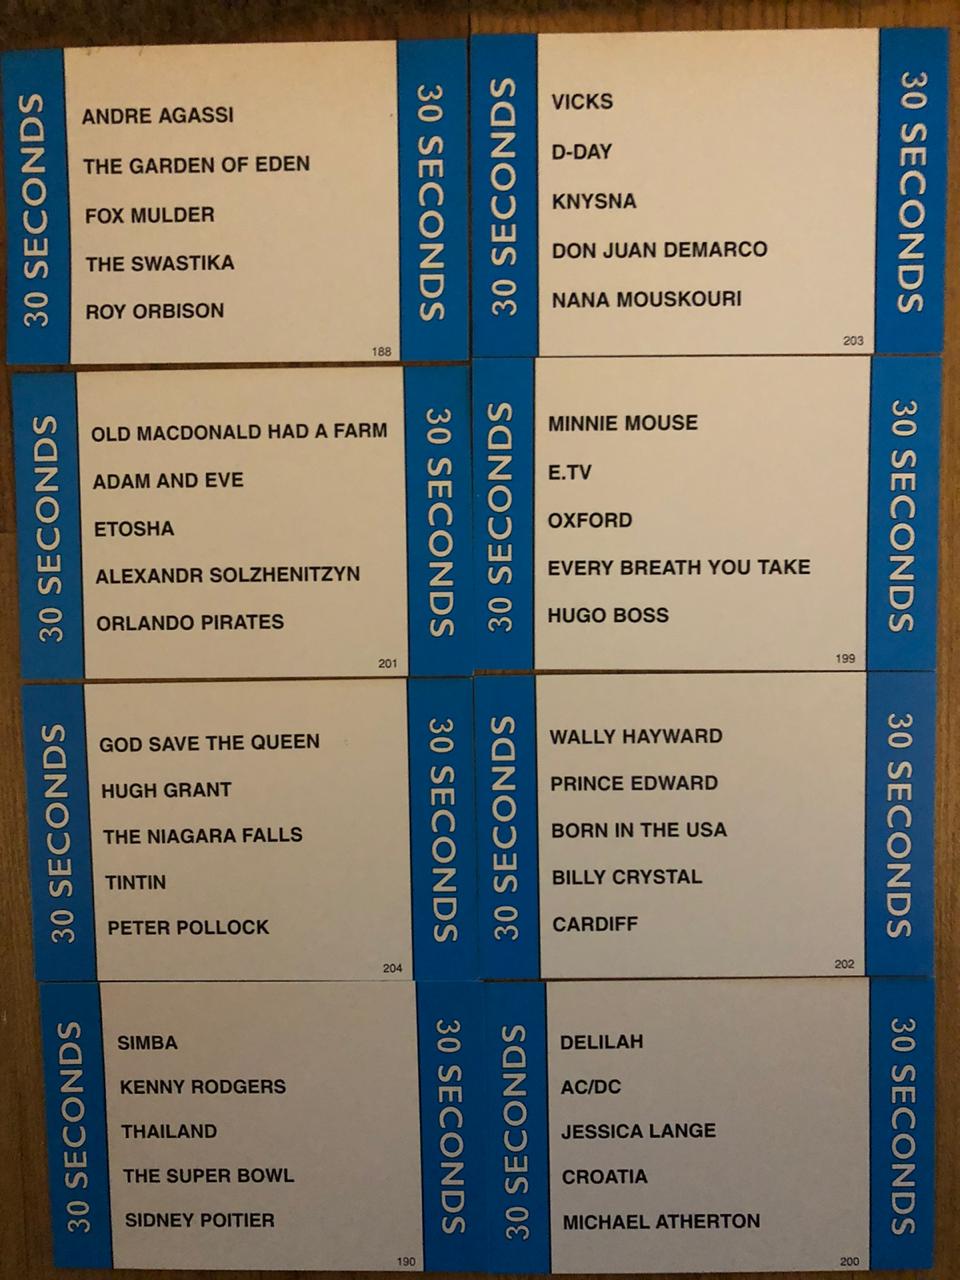 30 SECONDS
ANDRE AGASSI
THE GARDEN OF EDEN
FOX MULDER
THE SWASTIKA
ROY ORBISON
188
30 SECONDS
30 SECONDS
VICKS
D-DAY
KNYSNA
DON JUAN DEMARCO
NANA MOUSKOURI
203
30 SECONDS
30 SECONDS
OLD MACDONALD HAD A FARM
ADAM AND EVE
ETOSHA
ALEXANDR SOLZHENITZYN
ORLANDO PIRATES
201
30 SECONDS
30 SECONDS
MINNIE MOUSE
E.TV
OXFORD
EVERY BREATH YOU TAKE
HUGO BOSS
199
30 SECONDS
30 SECONDS
GOD SAVE THE QUEEN
HUGH GRANT
THE NIAGARA FALLS
TINTIN
PETER POLLOCK
204
30 SECONDS
30 SECONDS
WALLY HAYWARD
PRINCE EDWARD
BORN IN THE USA
BILLY CRYSTAL
CARDIFF
202
30 SECONDS
30 SECONDS
SIMBA
KENNY RODGERS
THAILAND
THE SUPER BOWL
SIDNEY POITIER
190
30 SECONDS
30 SECONDS
DELILAH
AC/DC
JESSICA LANGE
CROATIA
MICHAEL ATHERTON
200
30 SECONDS